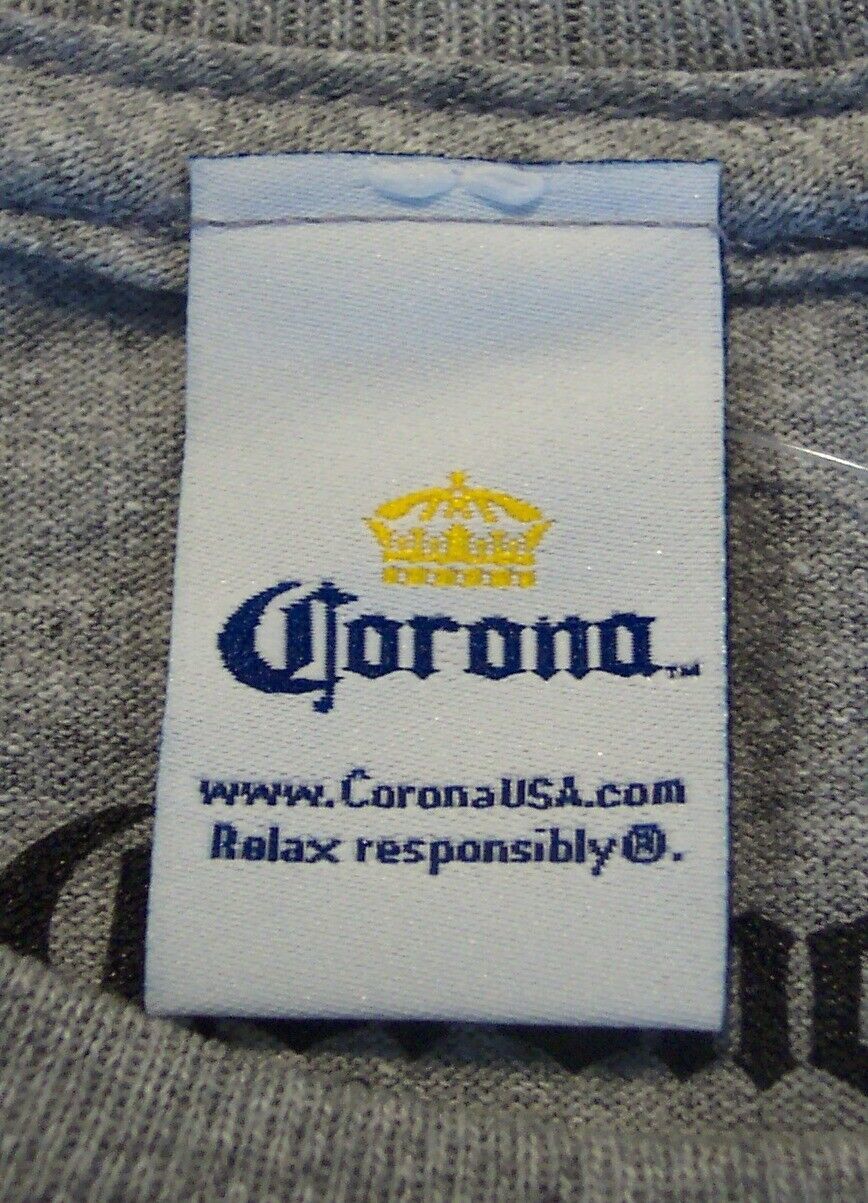 Corona™
www.CoronaUSA.com
Relax responsibly®.